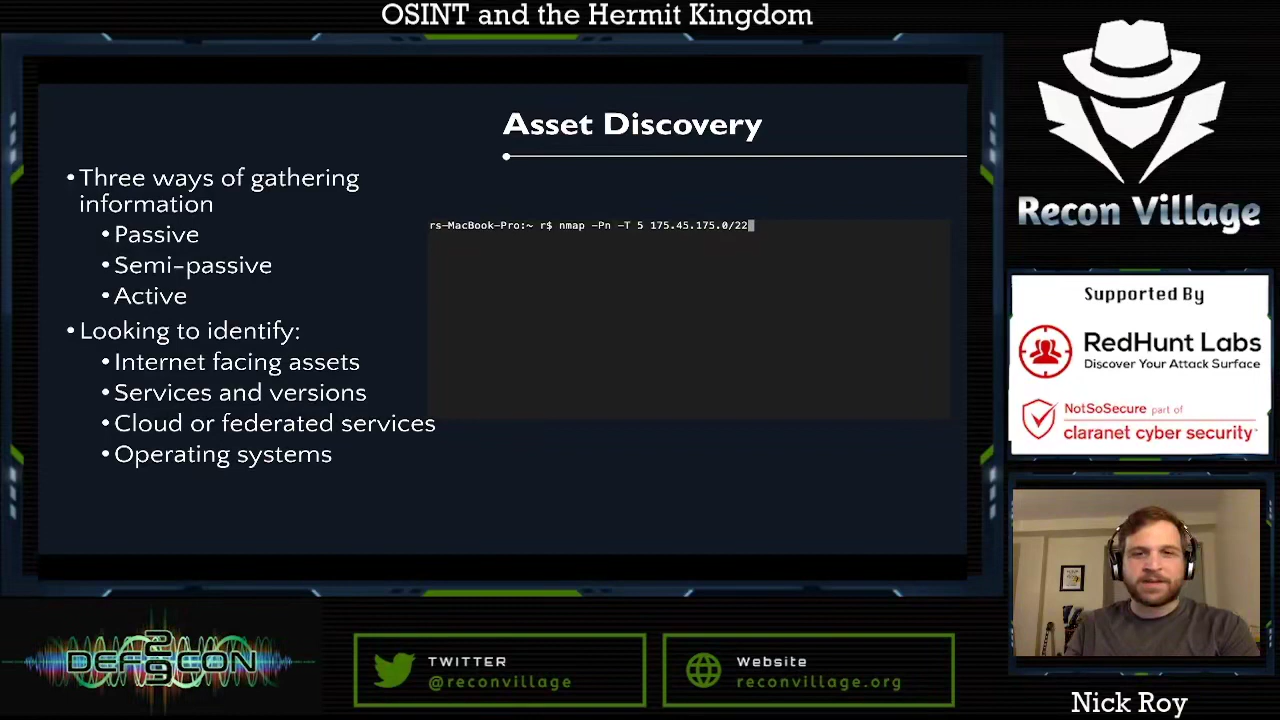 OSINT and the Hermit Kingdom
Asset Discovery
•Three ways of gathering
information
•Passive
•Semi-passive
•Active
•Looking to identify:
•Internet facing assets
•Services and versions
•Cloud or federated services
•Operating systems
rs-MacBook-Pro:~ r$ nmap -Pn -T 5 175.45.175.0/22
Recon Village
Supported By
RedHunt Labs
Discover Your Attack Surface
NotSoSecure part of
claranet cyber security
DEFCON
29
TWITTER
@reconvillage
Website
reconvillage.org
Nick Roy